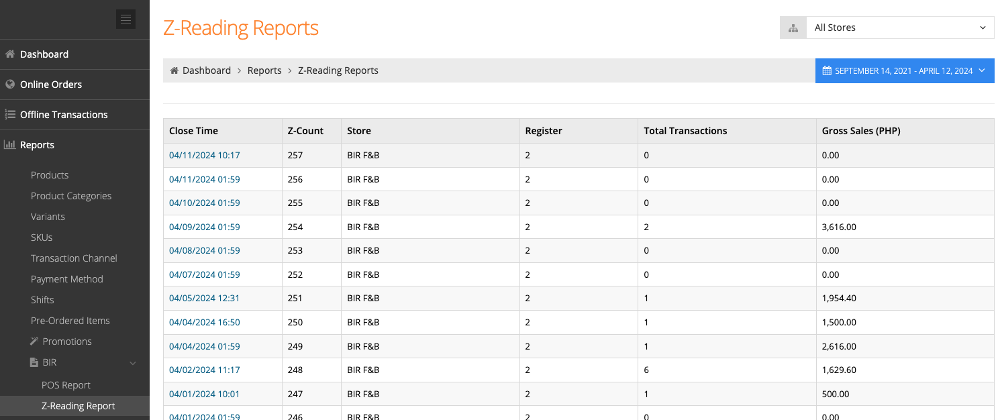 Z-Reading Reports
All Stores
Dashboard
Online Orders
Offline Transactions
Reports
Products
Product Categories
Variants
SKUs
Transaction Channel
Payment Method
Shifts
Pre-Ordered Items
Promotions
BIR
POS Report
Z-Reading Report
Dashboard > Reports > Z-Reading Reports
SEPTEMBER 14, 2021 - APRIL 12, 2024
Close Time Z-Count Store Register Total Transactions Gross Sales (PHP)
04/11/2024 10:17 257 BIR F&B 2 0 0.00
04/11/2024 01:59 256 BIR F&B 2 0 0.00
04/10/2024 01:59 255 BIR F&B 2 0 0.00
04/09/2024 01:59 254 BIR F&B 2 2 3,616.00
04/08/2024 01:59 253 BIR F&B 2 0 0.00
04/07/2024 01:59 252 BIR F&B 2 0 0.00
04/05/2024 12:31 251 BIR F&B 2 1 1,954.40
04/04/2024 16:50 250 BIR F&B 2 1 1,500.00
04/04/2024 01:59 249 BIR F&B 2 1 2,616.00
04/02/2024 11:17 248 BIR F&B 2 6 1,629.60
04/01/2024 10:01 247 BIR F&B 2 1 500.00
04/01/2024 01:59 246 BIR F&B 2 0 0.00